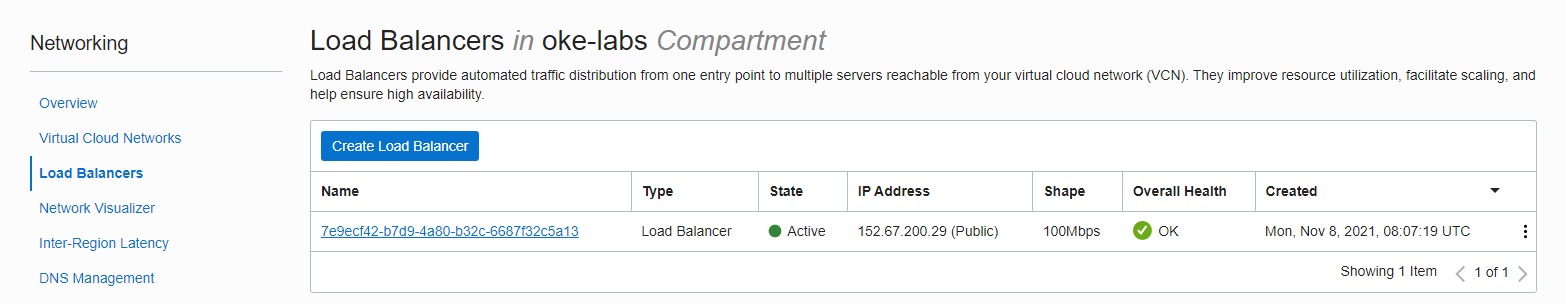 Networking
Overview
Virtual Cloud Networks
Load Balancers
Network Visualizer
Inter-Region Latency
DNS Management
Load Balancers in oke-labs Compartment
Load Balancers provide automated traffic distribution from one entry point to multiple servers reachable from your virtual cloud network (VCN). They improve resource utilization, facilitate scaling, and
help ensure high availability.
Create Load Balancer
Name Type State IP Address Shape Overall Health Created
7e9ecf42-b7d9-4a80-b32c-6687f32c5a13 Load Balancer Active 152.67.200.29 (Public) 100Mbps OK Mon, Nov 8, 2021, 08:07:19 UTC
Showing 1 Item 1 of 1